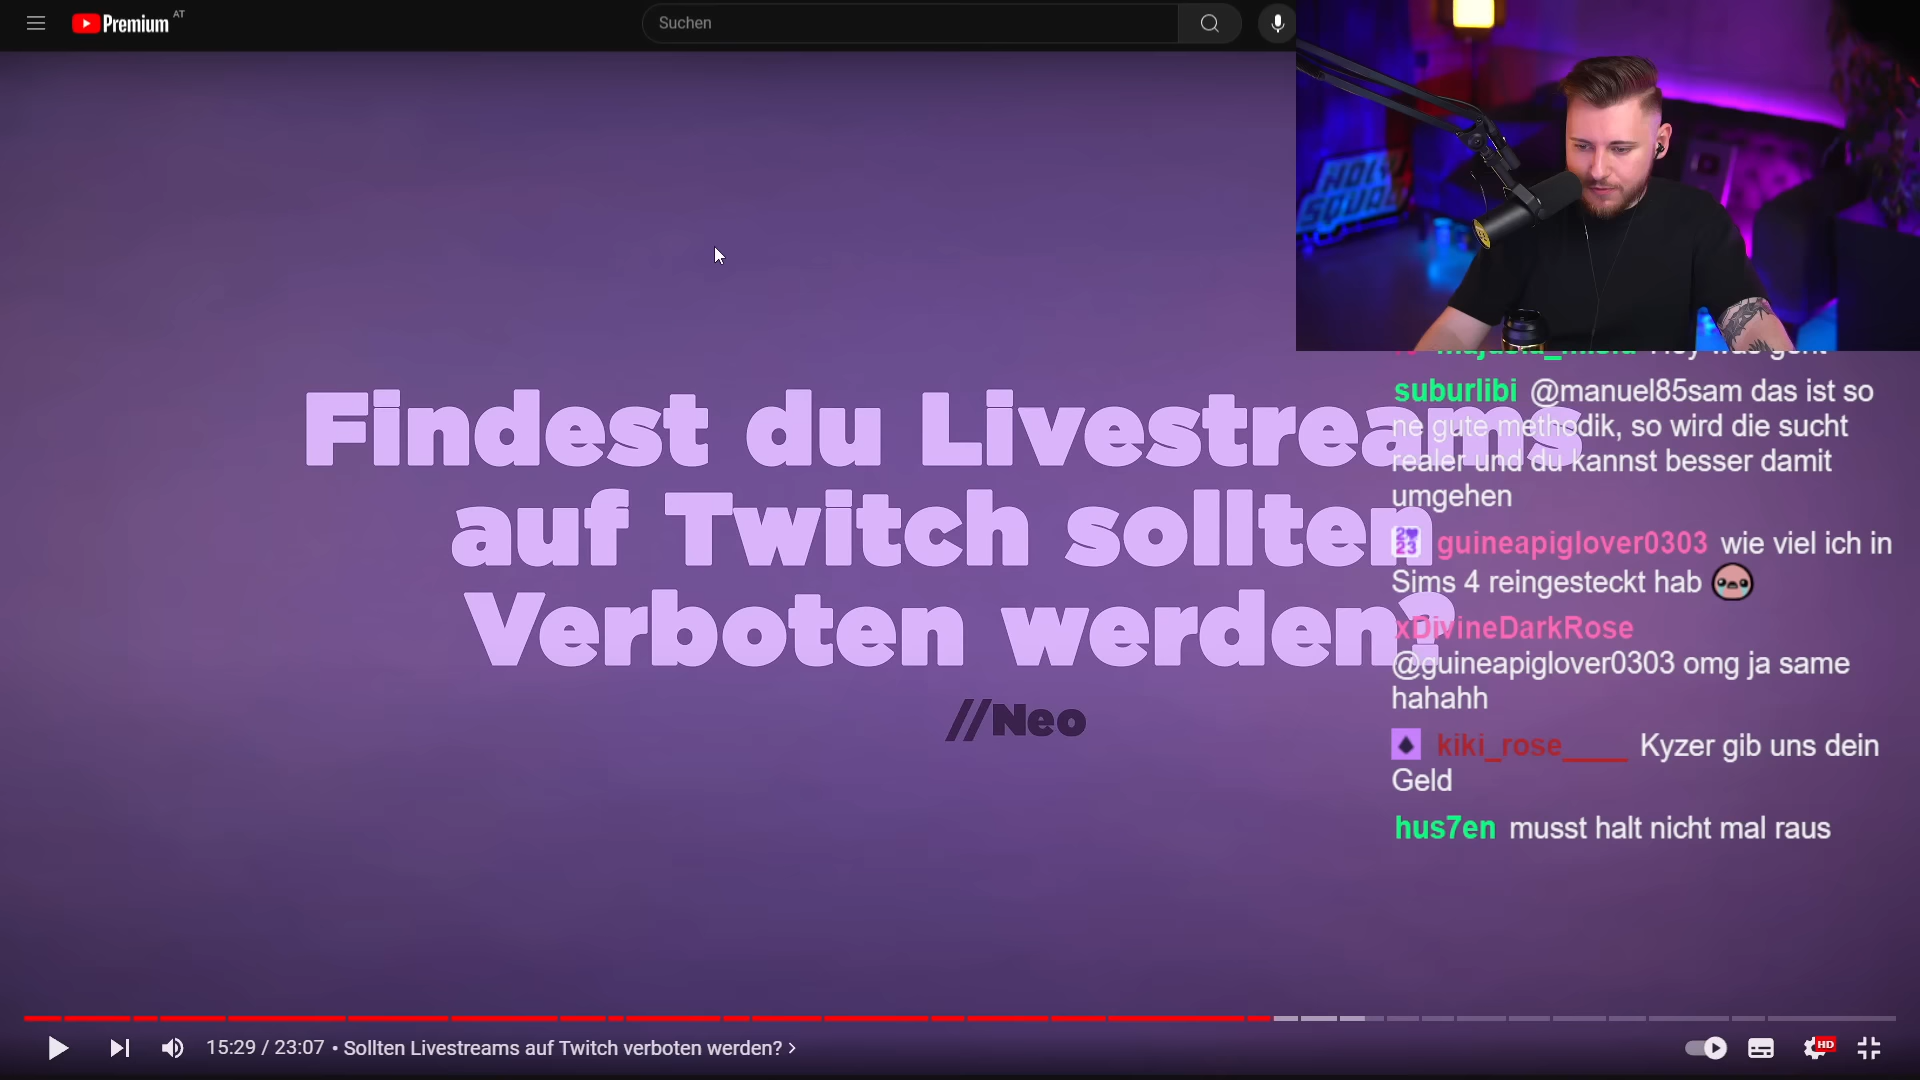 Premium AT
Suchen
HOLY
SQUAD
suburlibi @manuel85sam das ist so
ne gute methodik, so wird die sucht
realer und du kannst besser damit
umgehen
guineapiglover0303 wie viel ich in
Sims 4 reingesteckt hab
xDivineDarkRose
@guineapiglover0303 omg ja same
hahahh
kiki_rose____ Kyzer gib uns dein
Geld
hus7en musst halt nicht mal raus
Findest du Livestreams
auf Twitch sollten
Verboten werden?
//Neo
15:29 / 23:07 • Sollten Livestreams auf Twitch verboten werden? >
HD